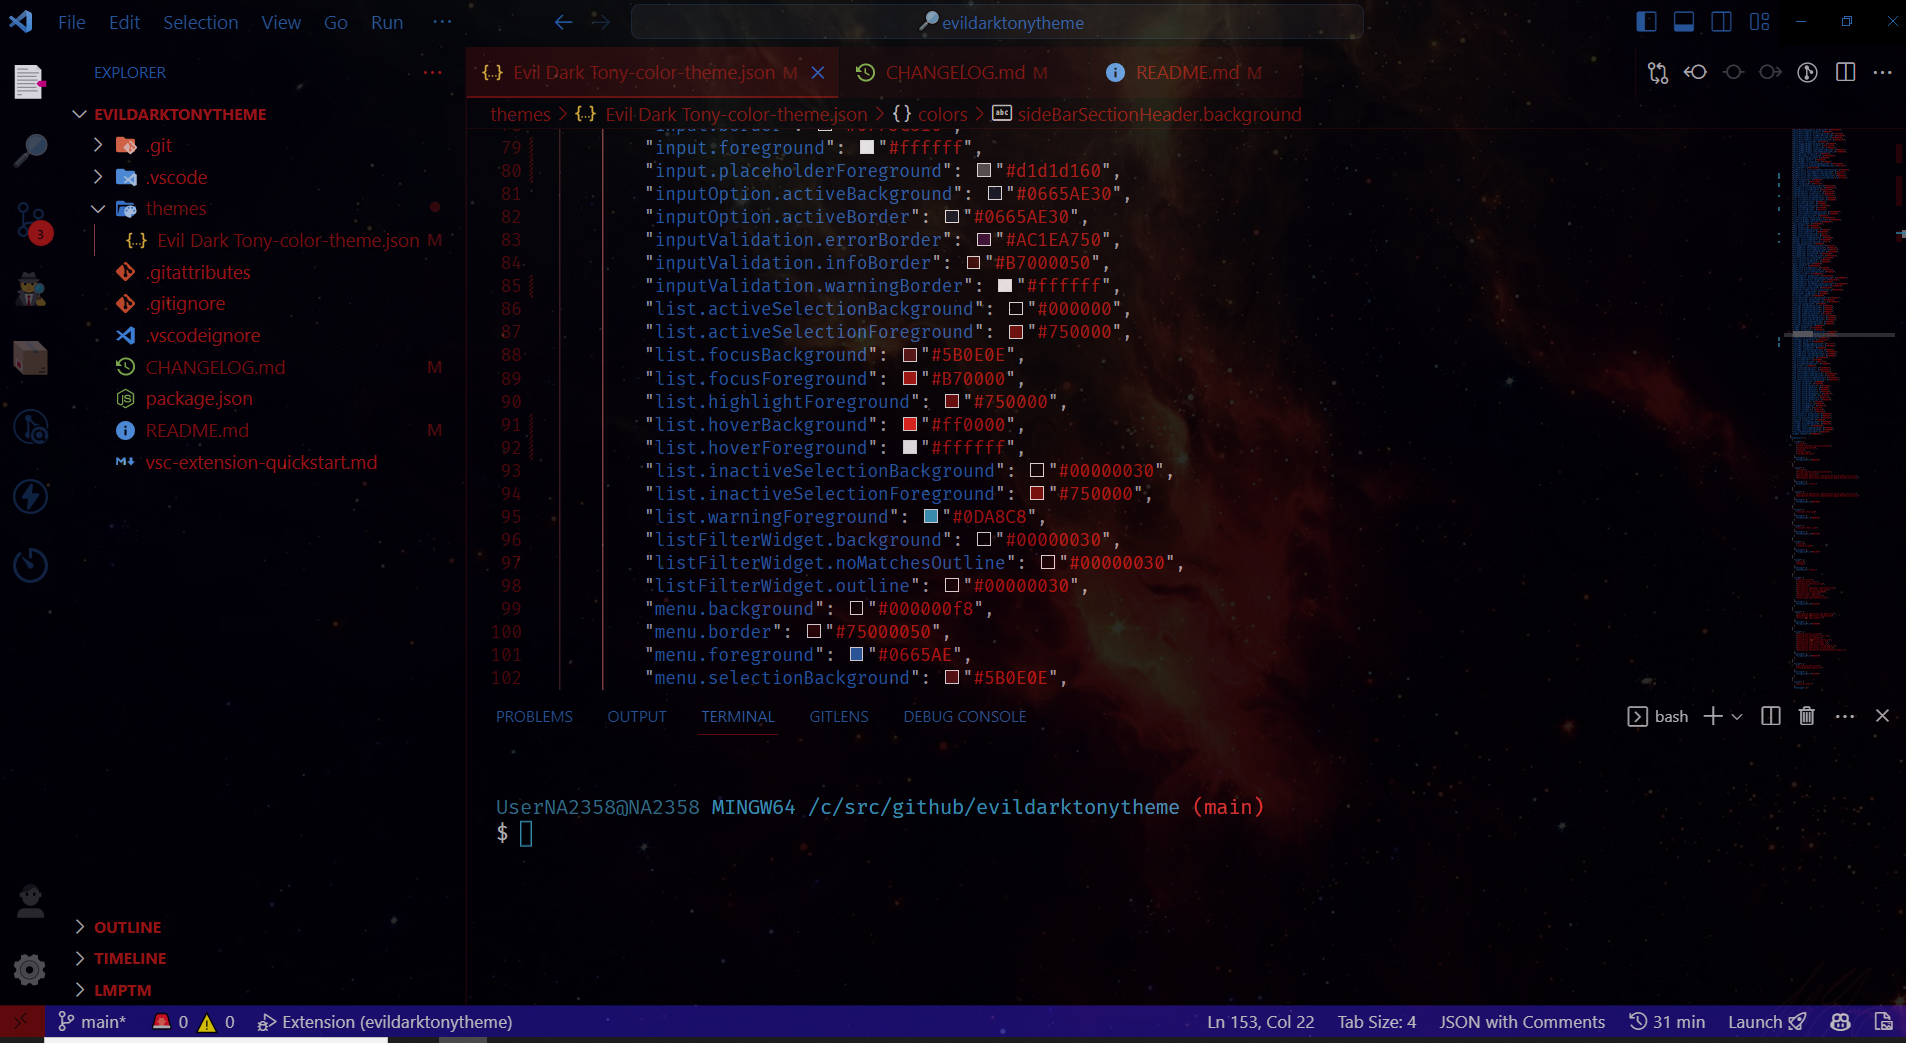 File Edit Selection View Go Run ···
evildarktonytheme
EXPLORER
EVILDARKTONYTHEME
.git
.vscode
themes
{..} Evil Dark Tony-color-theme.json M
.gitattributes
.gitignore
.vscodeignore
CHANGELOG.md M
package.json
README.md M
vsc-extension-quickstart.md
OUTLINE
TIMELINE
LMPTM
3
{..} Evil Dark Tony-color-theme.json M CHANGELOG.md M README.md M
themes > {..} Evil Dark Tony-color-theme.json > {} colors > abc sideBarSectionHeader.background
79 "input.foreground": "#ffffff",
80 "input.placeholderForeground": "#d1d1d160",
81 "inputOption.activeBackground": "#0665AE30",
82 "inputOption.activeBorder": "#0665AE30",
83 "inputValidation.errorBorder": "#AC1EA750",
84 "inputValidation.infoBorder": "#B7000050",
85 "inputValidation.warningBorder": "#ffffff",
86 "list.activeSelectionBackground": "#000000",
87 "list.activeSelectionForeground": "#750000",
88 "list.focusBackground": "#5B0E0E",
89 "list.focusForeground": "#B70000",
90 "list.highlightForeground": "#750000",
91 "list.hoverBackground": "#ff0000",
92 "list.hoverForeground": "#ffffff",
93 "list.inactiveSelectionBackground": "#00000030",
94 "list.inactiveSelectionForeground": "#750000",
95 "list.warningForeground": "#0DA8C8",
96 "listFilterWidget.background": "#00000030",
97 "listFilterWidget.noMatchesOutline": "#00000030",
98 "listFilterWidget.outline": "#00000030",
99 "menu.background": "#000000f8",
100 "menu.border": "#75000050",
101 "menu.foreground": "#0665AE",
102 "menu.selectionBackground": "#5B0E0E",
PROBLEMS OUTPUT TERMINAL GITLENS DEBUG CONSOLE bash
UserNA2358@NA2358 MINGW64 /c/src/github/evildarktonytheme (main)
$
main* 0 0 Extension (evildarktonytheme) Ln 153, Col 22 Tab Size: 4 JSON with Comments 31 min Launch